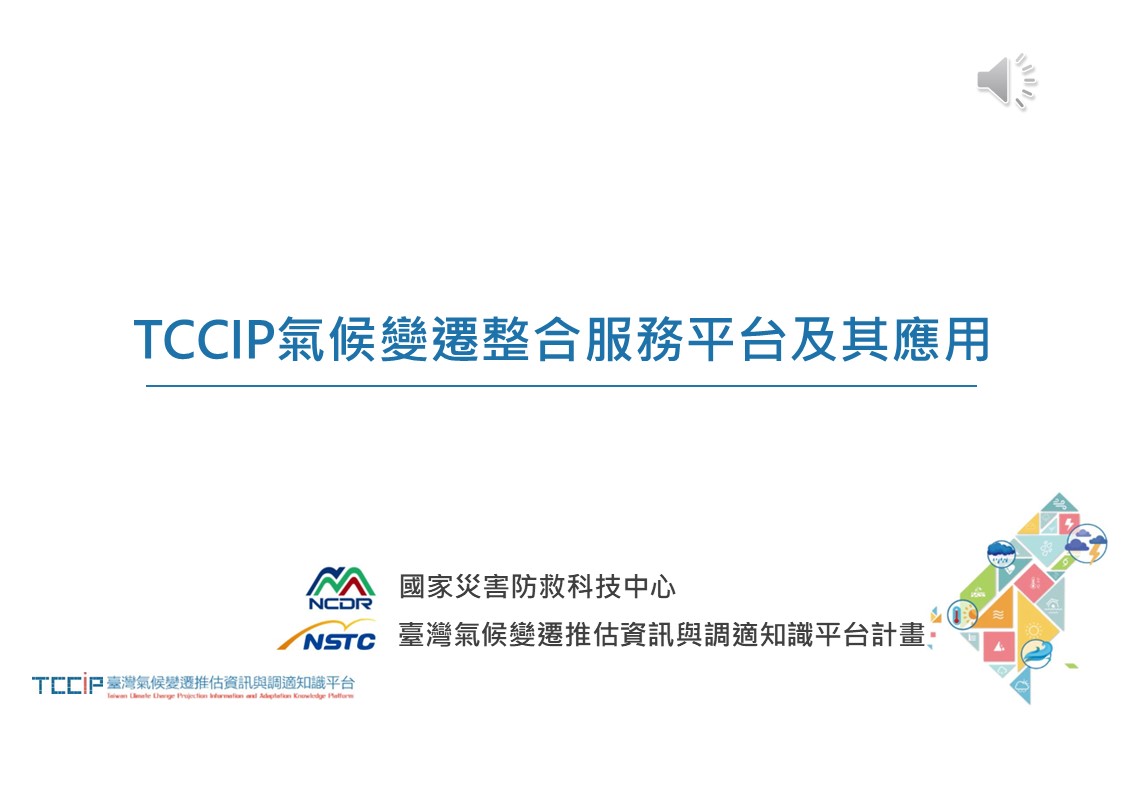 TCCIP氣候變遷整合服務平台及其應用
NCDR 國家災害防救科技中心
NSTC 臺灣氣候變遷推估資訊與調適知識平台計畫
TCCIP 臺灣氣候變遷推估資訊與調適知識平台
Taiwan Climate Change Projection Information and Adaptation Knowledge Platform